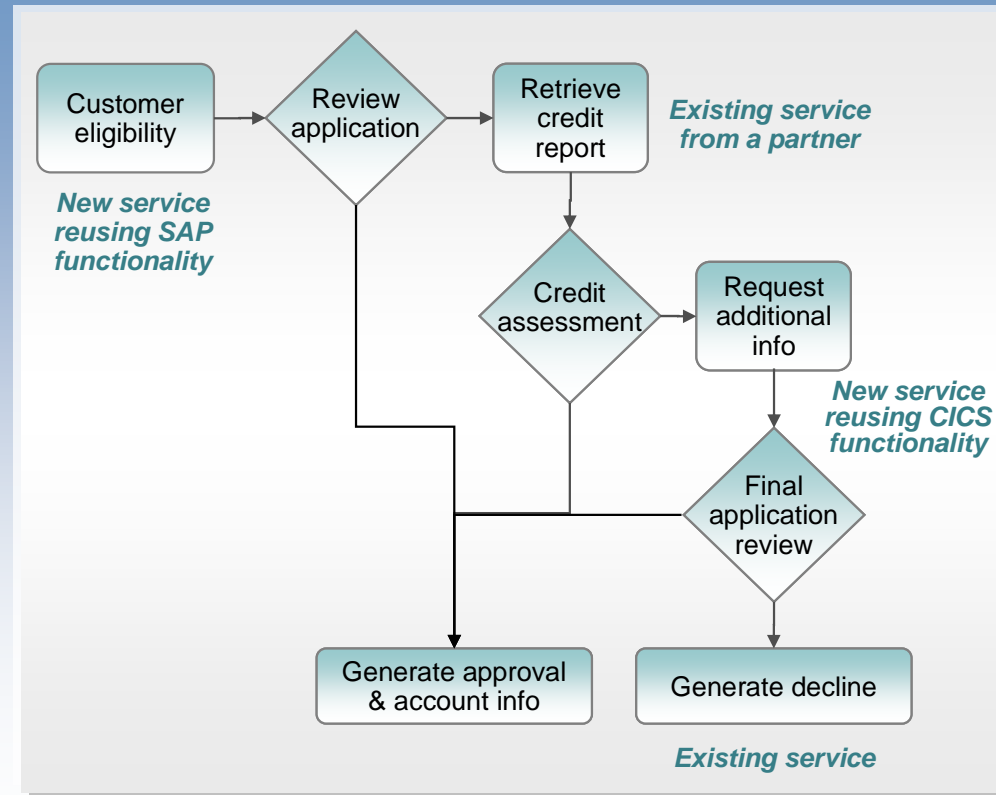 Customer
eligibility
New service
reusing SAP
functionality
Review
application
Retrieve
credit
report
Existing service
from a partner
Credit
assessment
Request
additional
info
New service
reusing CICS
functionality
Final
application
review
Generate approval
& account info
Generate decline
Existing service